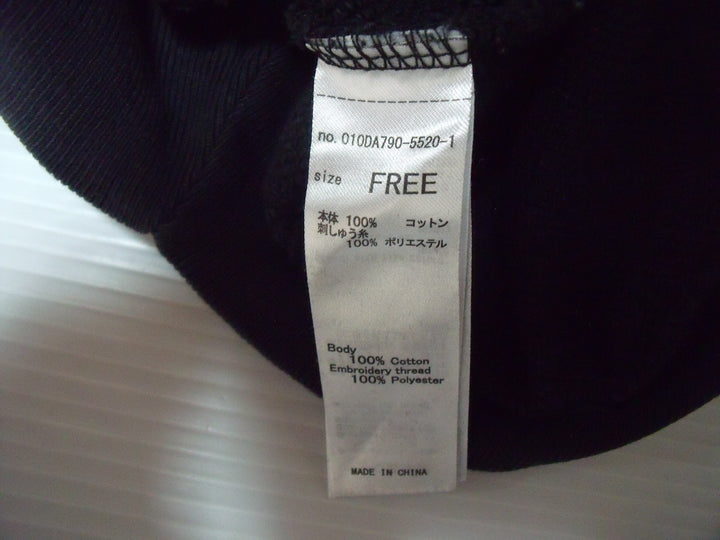 no. 010DA790-5520-1
size FREE
本体 100% コットン
刺しゅう糸
100% ポリエステル
Body
100% Cotton
Embroidery thread
100% Polyester
MADE IN CHINA